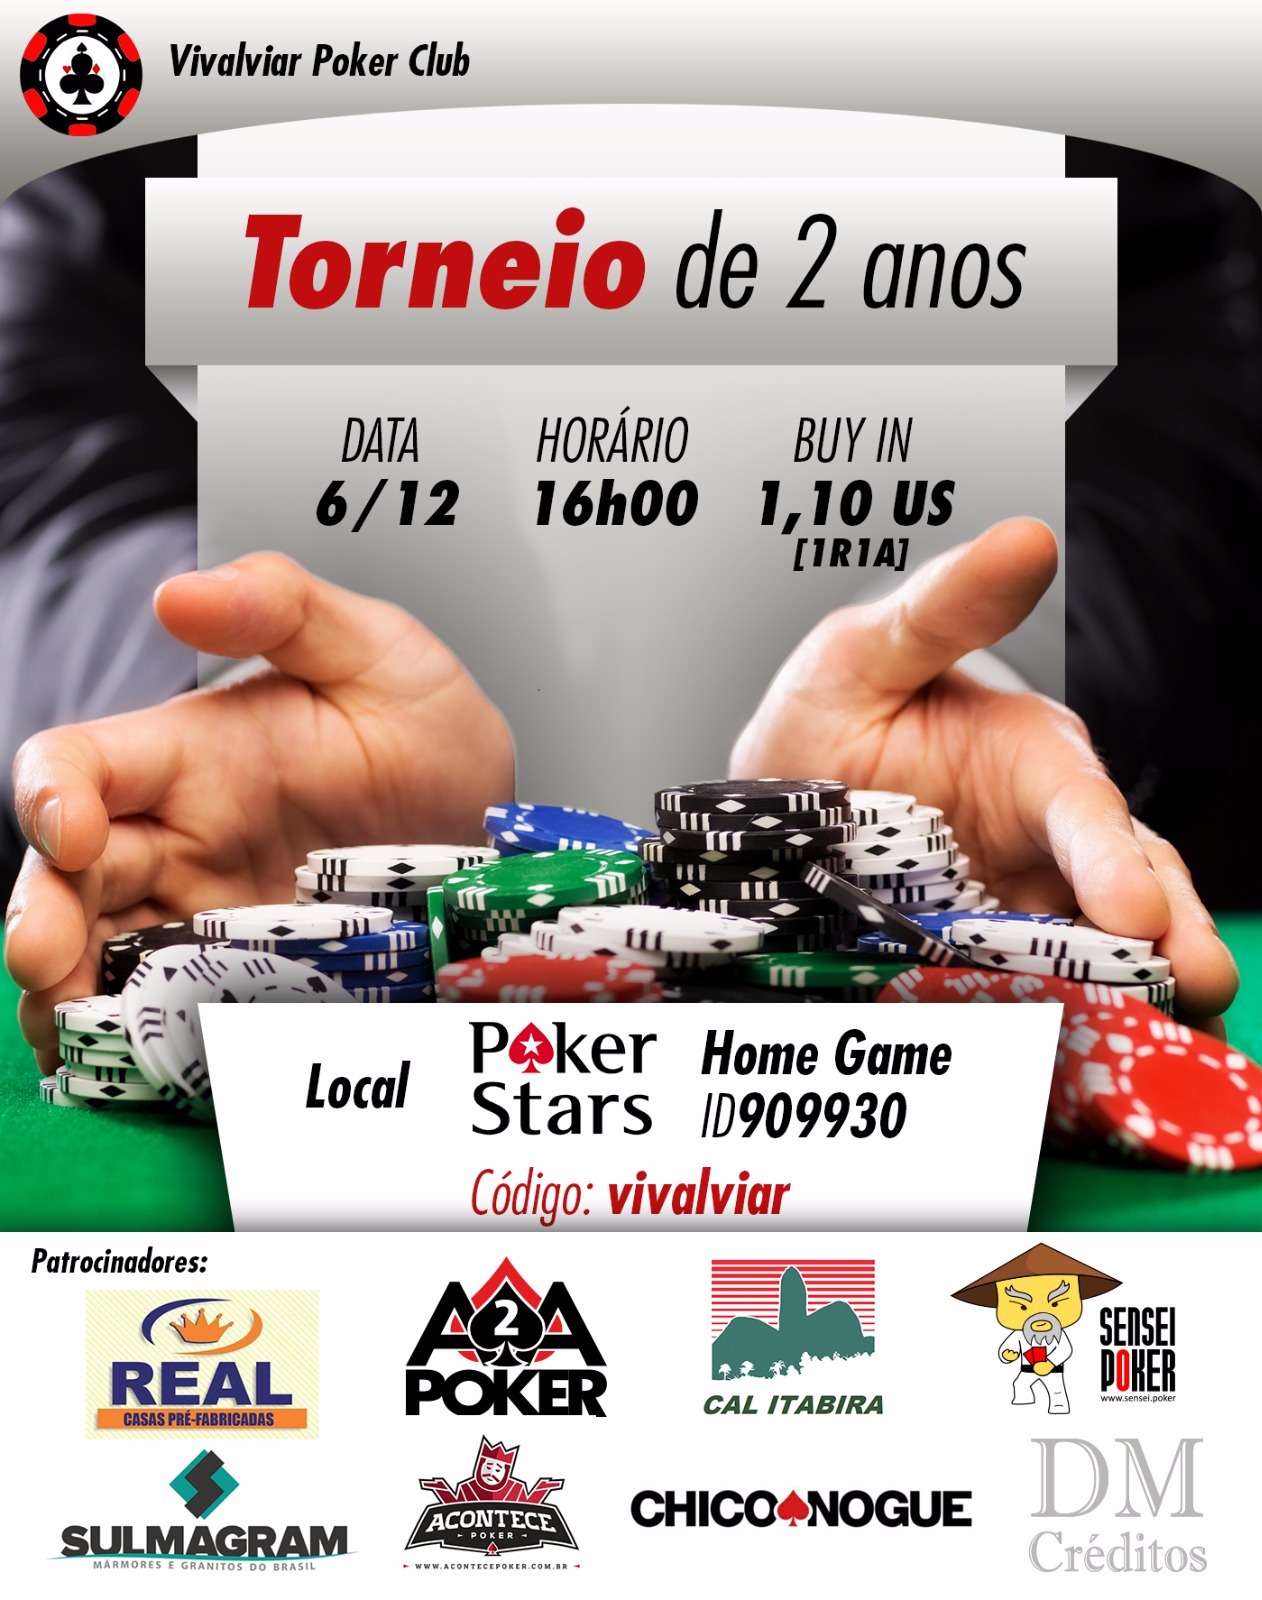 Vivalviar Poker Club
Torneio de 2 anos
DATA
6/12
HORÁRIO
16h00
BUY IN
1,10 US
[1R1A]
Local
Poker
Stars
Home Game
ID909930
Código: vivalviar
Patrocinadores:
REAL
CASAS PRÉ-FABRICADAS
A2A
POKER
CAL ITABIRA
SENSEI
POKER
www.sensei.poker
SULMAGRAM
MÁRMORES E GRANITOS DO BRASIL
ACONTECE
POKER
WWW.ACONTECEPOKER.COM.BR
CHICO NOGUE
DM
Créditos